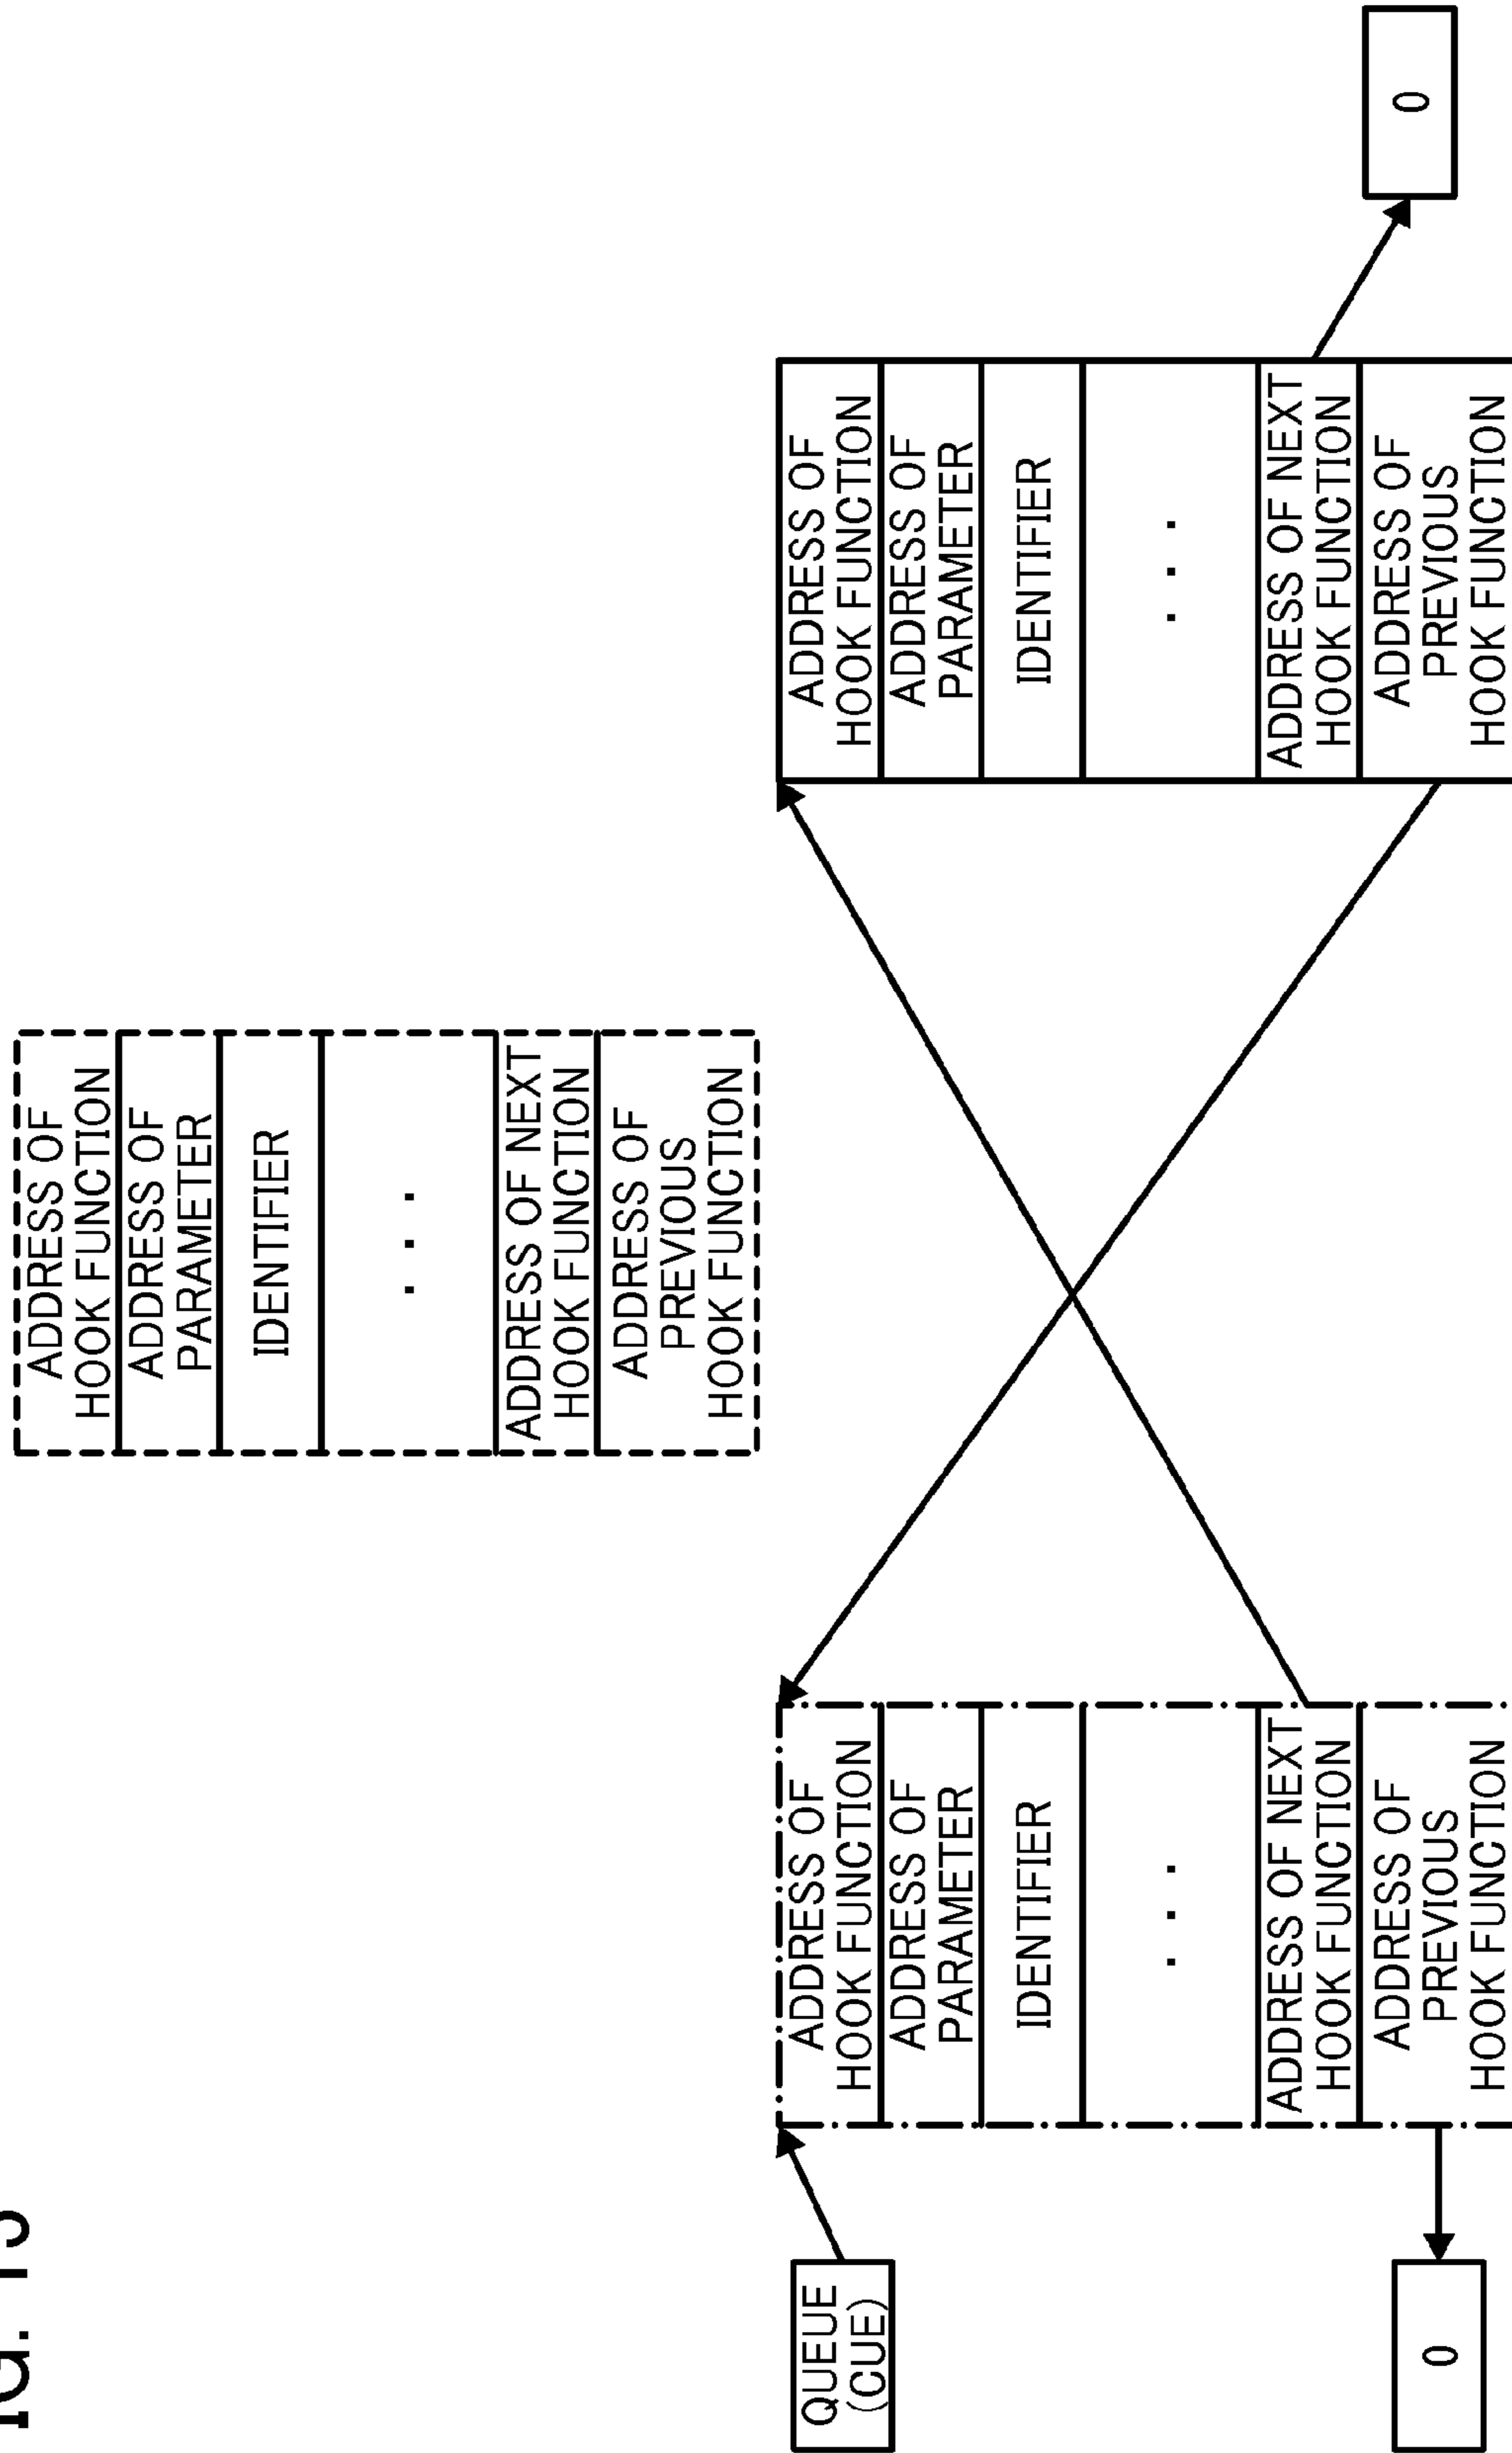 ADDRESS OF
HOOK FUNCTION
ADDRESS OF
PARAMETER
IDENTIFIER
. . .
ADDRESS OF NEXT
HOOK FUNCTION
ADDRESS OF
PREVIOUS
HOOK FUNCTION
QUEUE
(CUE)
0
ADDRESS OF
HOOK FUNCTION
ADDRESS OF
PARAMETER
IDENTIFIER
. . .
ADDRESS OF NEXT
HOOK FUNCTION
ADDRESS OF
PREVIOUS
HOOK FUNCTION
ADDRESS OF
HOOK FUNCTION
ADDRESS OF
PARAMETER
IDENTIFIER
. . .
ADDRESS OF NEXT
HOOK FUNCTION
ADDRESS OF
PREVIOUS
HOOK FUNCTION
0